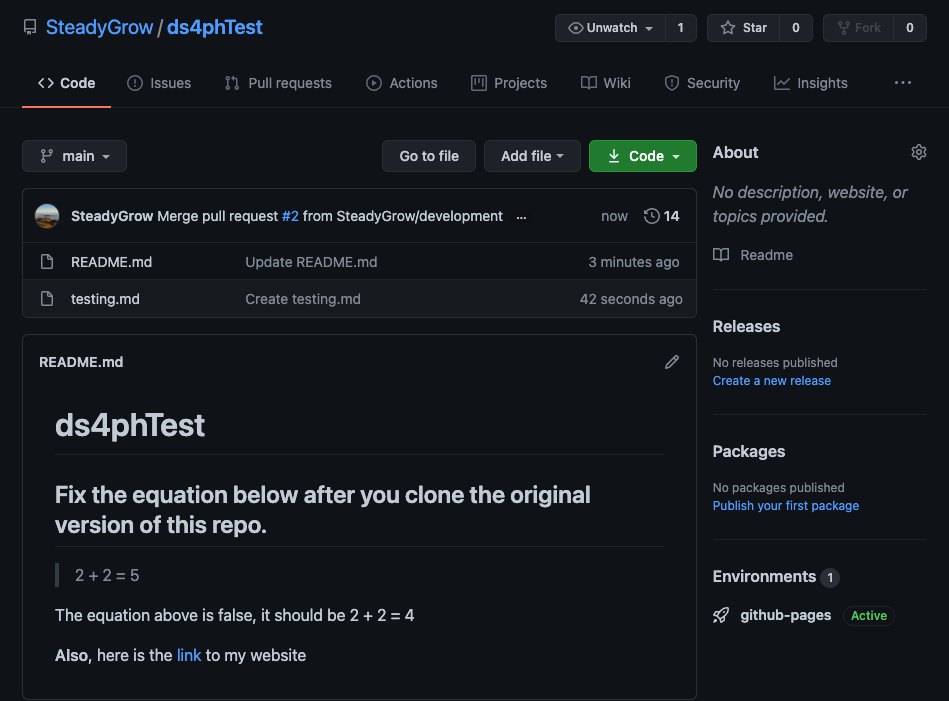 SteadyGrow / ds4phTest
Unwatch 1 Star 0 Fork 0
Code Issues Pull requests Actions Projects Wiki Security Insights ...
main Go to file Add file Code
SteadyGrow Merge pull request #2 from SteadyGrow/development ... now 14
README.md Update README.md 3 minutes ago
testing.md Create testing.md 42 seconds ago
README.md
ds4phTest
Fix the equation below after you clone the original
version of this repo.
2 + 2 = 5
The equation above is false, it should be 2 + 2 = 4
Also, here is the link to my website
About
No description, website, or
topics provided.
Readme
Releases
No releases published
Create a new release
Packages
No packages published
Publish your first package
Environments 1
github-pages Active